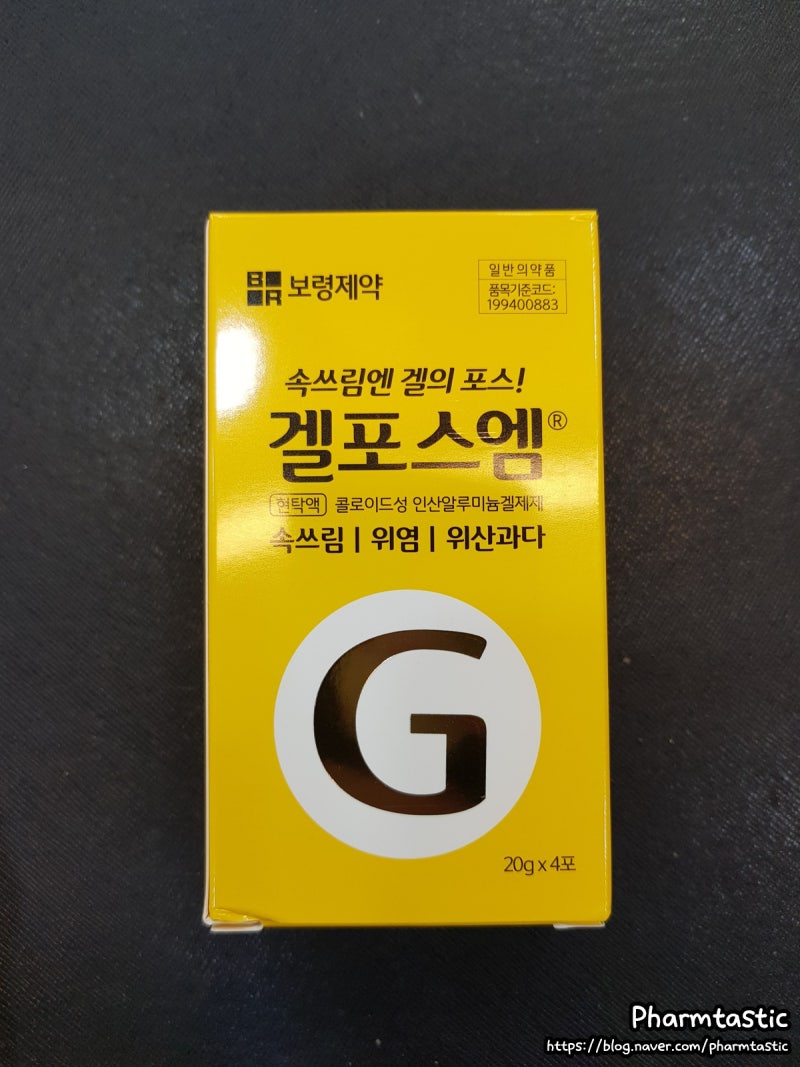 BR 보령제약
일반의약품
품목기준코드:
199400883
속쓰림엔 겔의 포스!
겔포스엠®
현탁액 콜로이드성 인산알루미늄겔제제
속쓰림 | 위염 | 위산과다
G
20g x 4포
Pharmtastic
https://blog.naver.com/pharmtastic